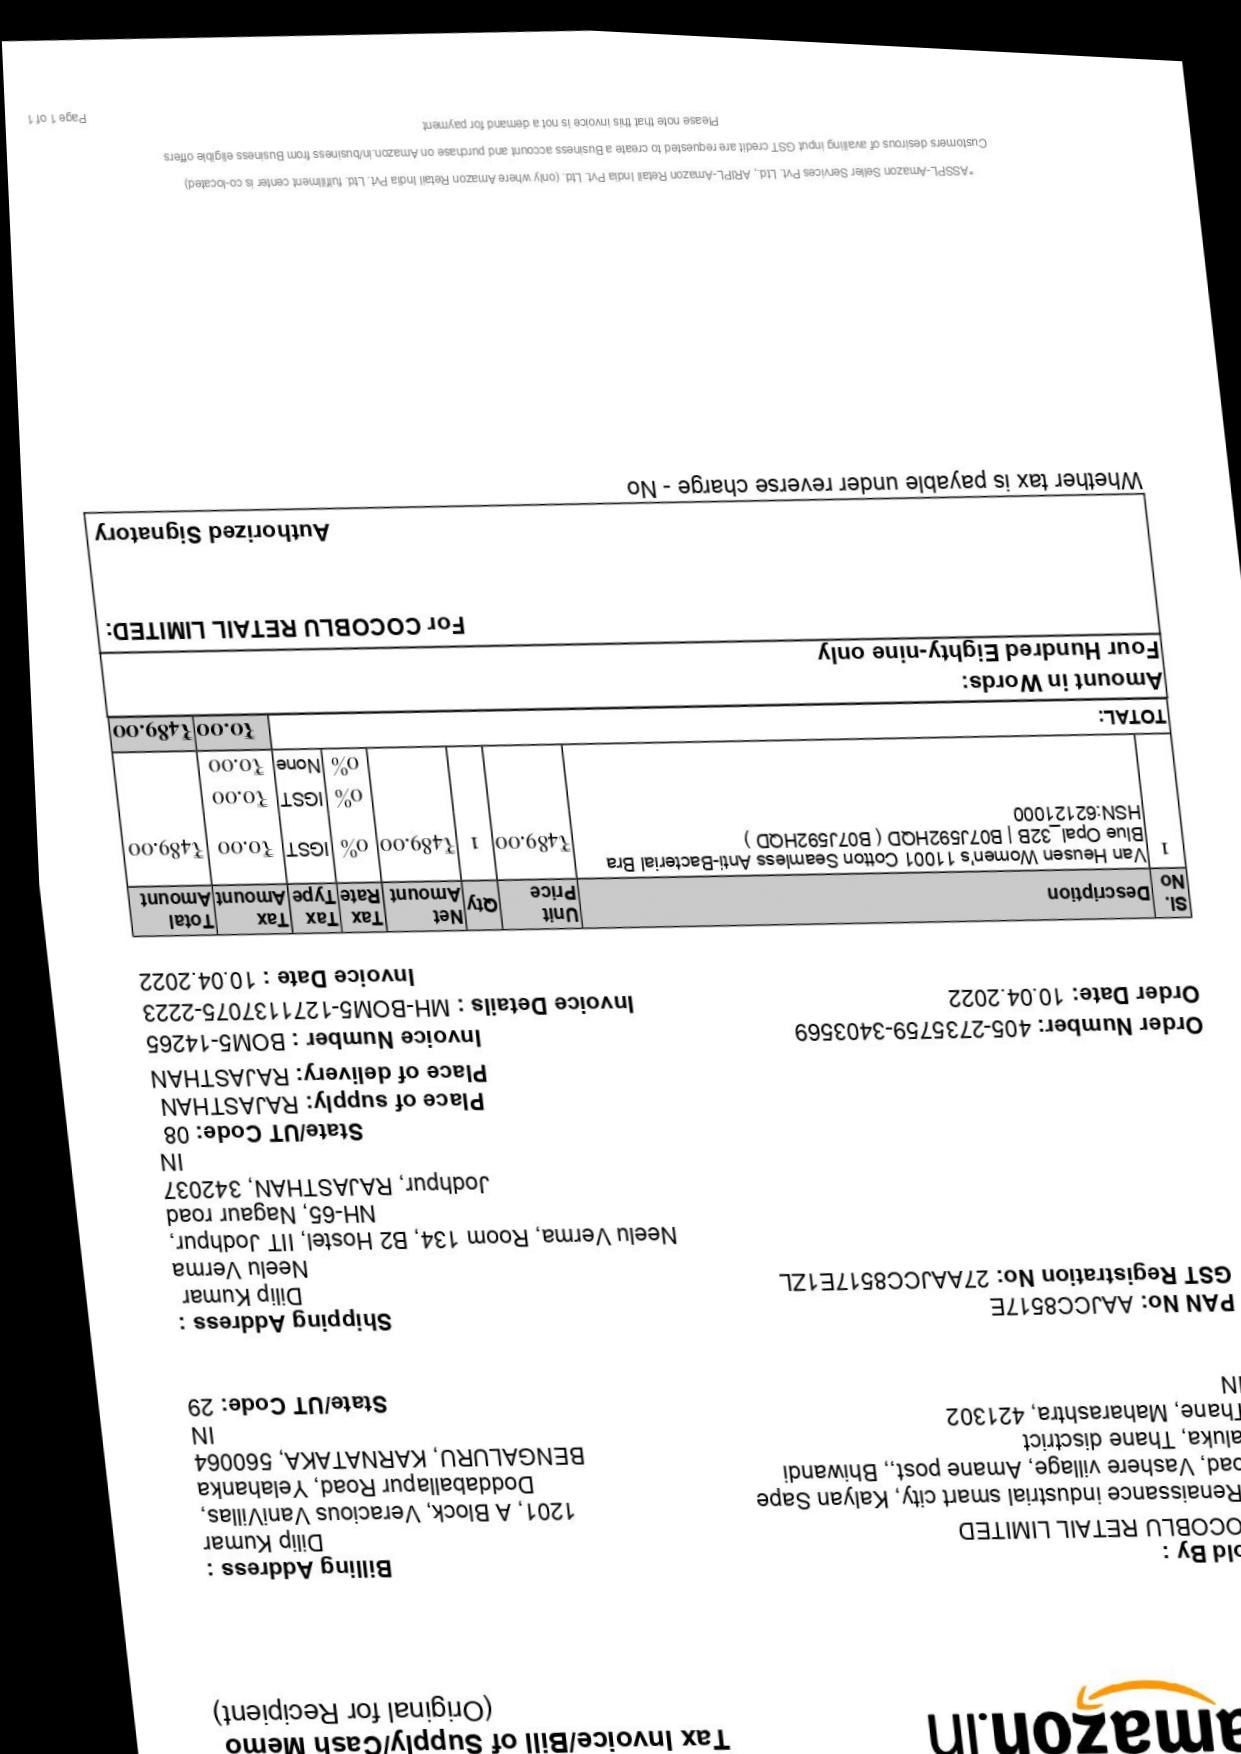 amazon.in
Tax Invoice/Bill of Supply/Cash Memo
(Original for Recipient)
old By :
OCOBLU RETAIL LIMITED
Renaissance industrial smart city, Kalyan Sape
oad, Vashere village, Amane post,, Bhiwandi
aluka, Thane disctrict
Thane, Maharashtra, 421302
IN
Billing Address :
Dilip Kumar
1201, A Block, Veracious VaniVillas,
Doddaballapur Road, Yelahanka
BENGALURU, KARNATAKA, 560064
IN
State/UT Code: 29
PAN No: AAJCC8517E
GST Registration No: 27AAJCC8517E1ZL
Shipping Address :
Dilip Kumar
Neelu Verma
Neelu Verma, Room 134, B2 Hostel, IIT Jodhpur,
NH-65, Nagaur road
Jodhpur, RAJASTHAN, 342037
IN
State/UT Code: 08
Place of supply: RAJASTHAN
Place of delivery: RAJASTHAN
Order Number: 405-2735759-3403569
Order Date: 10.04.2022
Invoice Number : BOM5-14265
Invoice Details : MH-BOM5-1271137075-2223
Invoice Date : 10.04.2022
Sl. No Description Unit Price Qty Net Amount Tax Rate Tax Type Tax Amount Total Amount
1 Van Heusen Women's 11001 Cotton Seamless Anti-Bacterial Bra ₹489.00 1 ₹489.00 0% IGST ₹0.00 ₹489.00
Blue Opal_32B | B07J592HQD ( B07J592HQD )
HSN:62121000
0% IGST ₹0.00
0% None ₹0.00
TOTAL: ₹0.00 ₹489.00
Amount in Words:
Four Hundred Eighty-nine only
For COCOBLU RETAIL LIMITED:
Authorized Signatory
Whether tax is payable under reverse charge - No
*ASSPL-Amazon Seller Services Pvt. Ltd., ARIPL-Amazon Retail India Pvt. Ltd. (only where Amazon Retail India Pvt. Ltd. fulfillment center is co-located)
Customers desirous of availing input GST credit are requested to create a Business account and purchase on Amazon.in/business from Business eligible offers
Please note that this invoice is not a demand for payment
Page 1 of 1